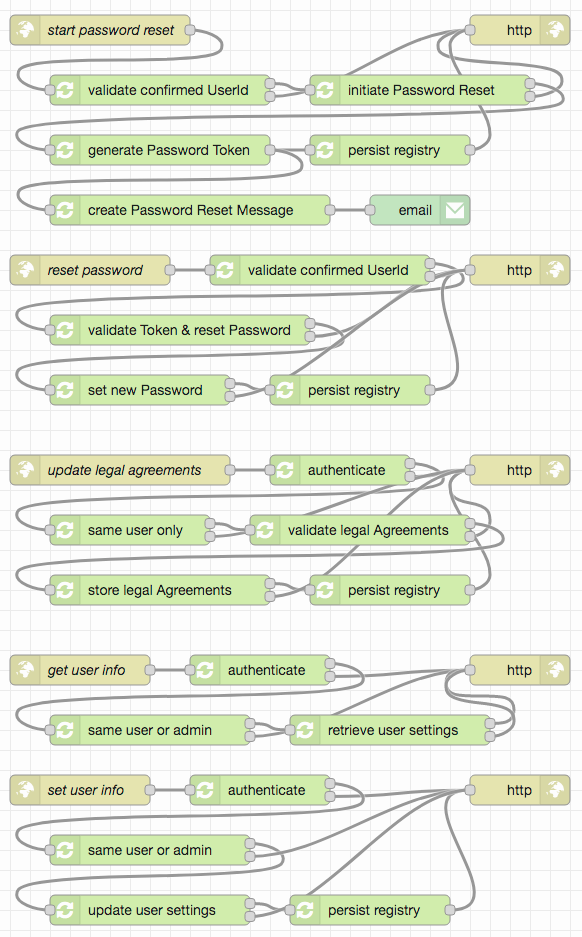 start password reset
http
validate confirmed UserId
initiate Password Reset
generate Password Token
persist registry
create Password Reset Message
email
reset password
validate confirmed UserId
http
validate Token & reset Password
set new Password
persist registry
update legal agreements
authenticate
http
same user only
validate legal Agreements
store legal Agreements
persist registry
get user info
authenticate
http
same user or admin
retrieve user settings
set user info
authenticate
http
same user or admin
update user settings
persist registry